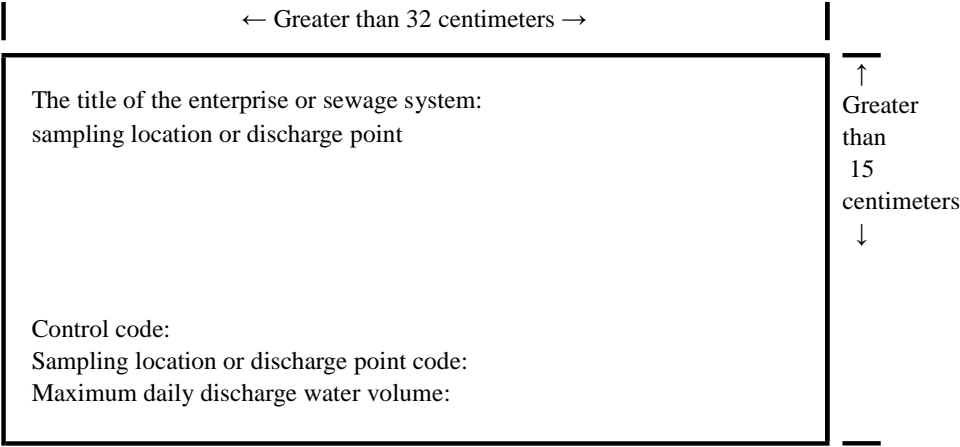 ← Greater than 32 centimeters →
The title of the enterprise or sewage system:
sampling location or discharge point
Control code:
Sampling location or discharge point code:
Maximum daily discharge water volume:
↑
Greater
than
15
centimeters
↓